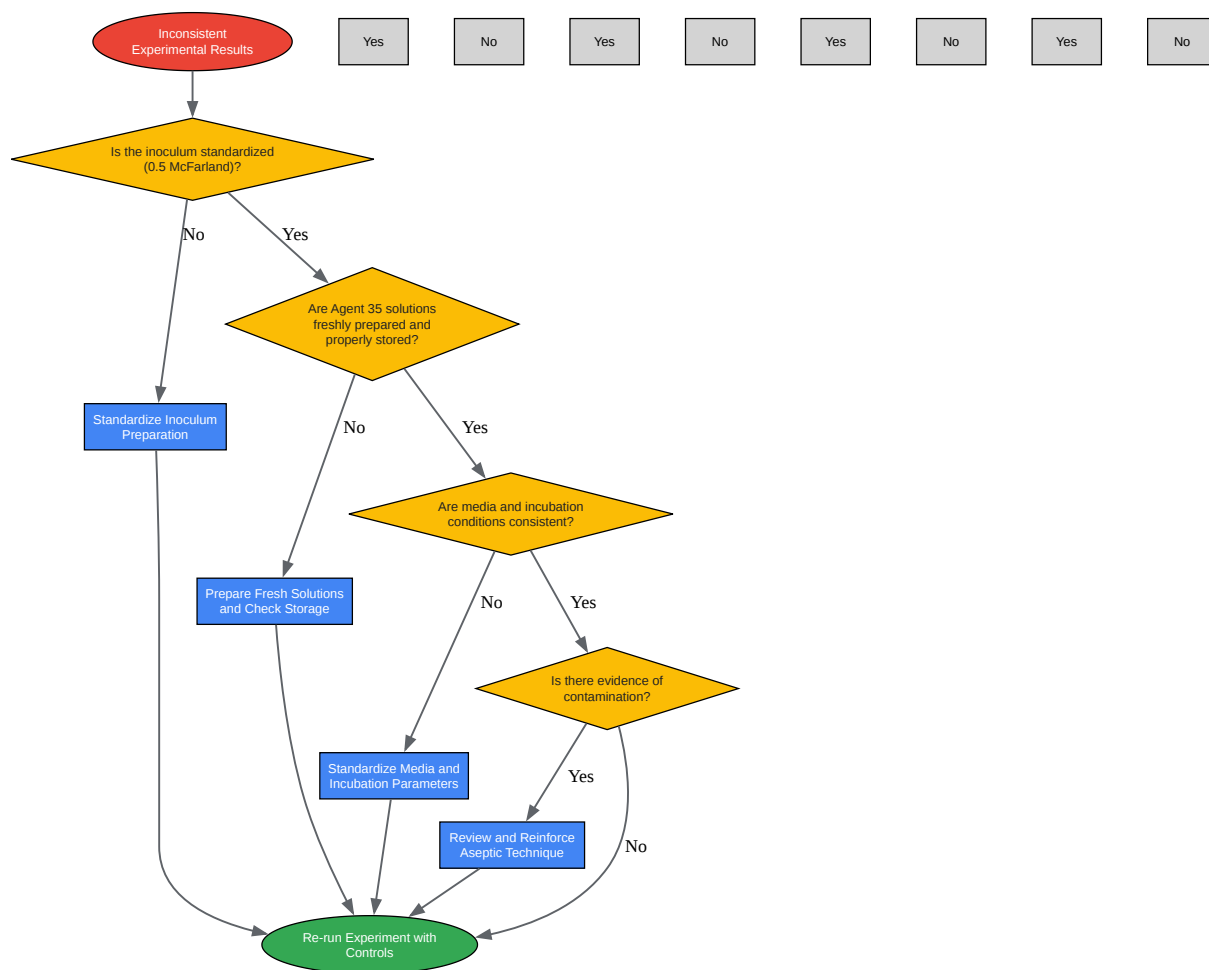 Inconsistent
Experimental Results
Yes
No
Yes
No
Yes
No
Yes
No
Is the inoculum standardized
(0.5 McFarland)?
No
Yes
Are Agent 35 solutions
freshly prepared and
properly stored?
Standardize Inoculum
Preparation
No
Yes
Are media and incubation
conditions consistent?
Prepare Fresh Solutions
and Check Storage
No
Yes
Is there evidence of
contamination?
Standardize Media and
Incubation Parameters
Yes
Review and Reinforce
Aseptic Technique
No
Re-run Experiment with
Controls